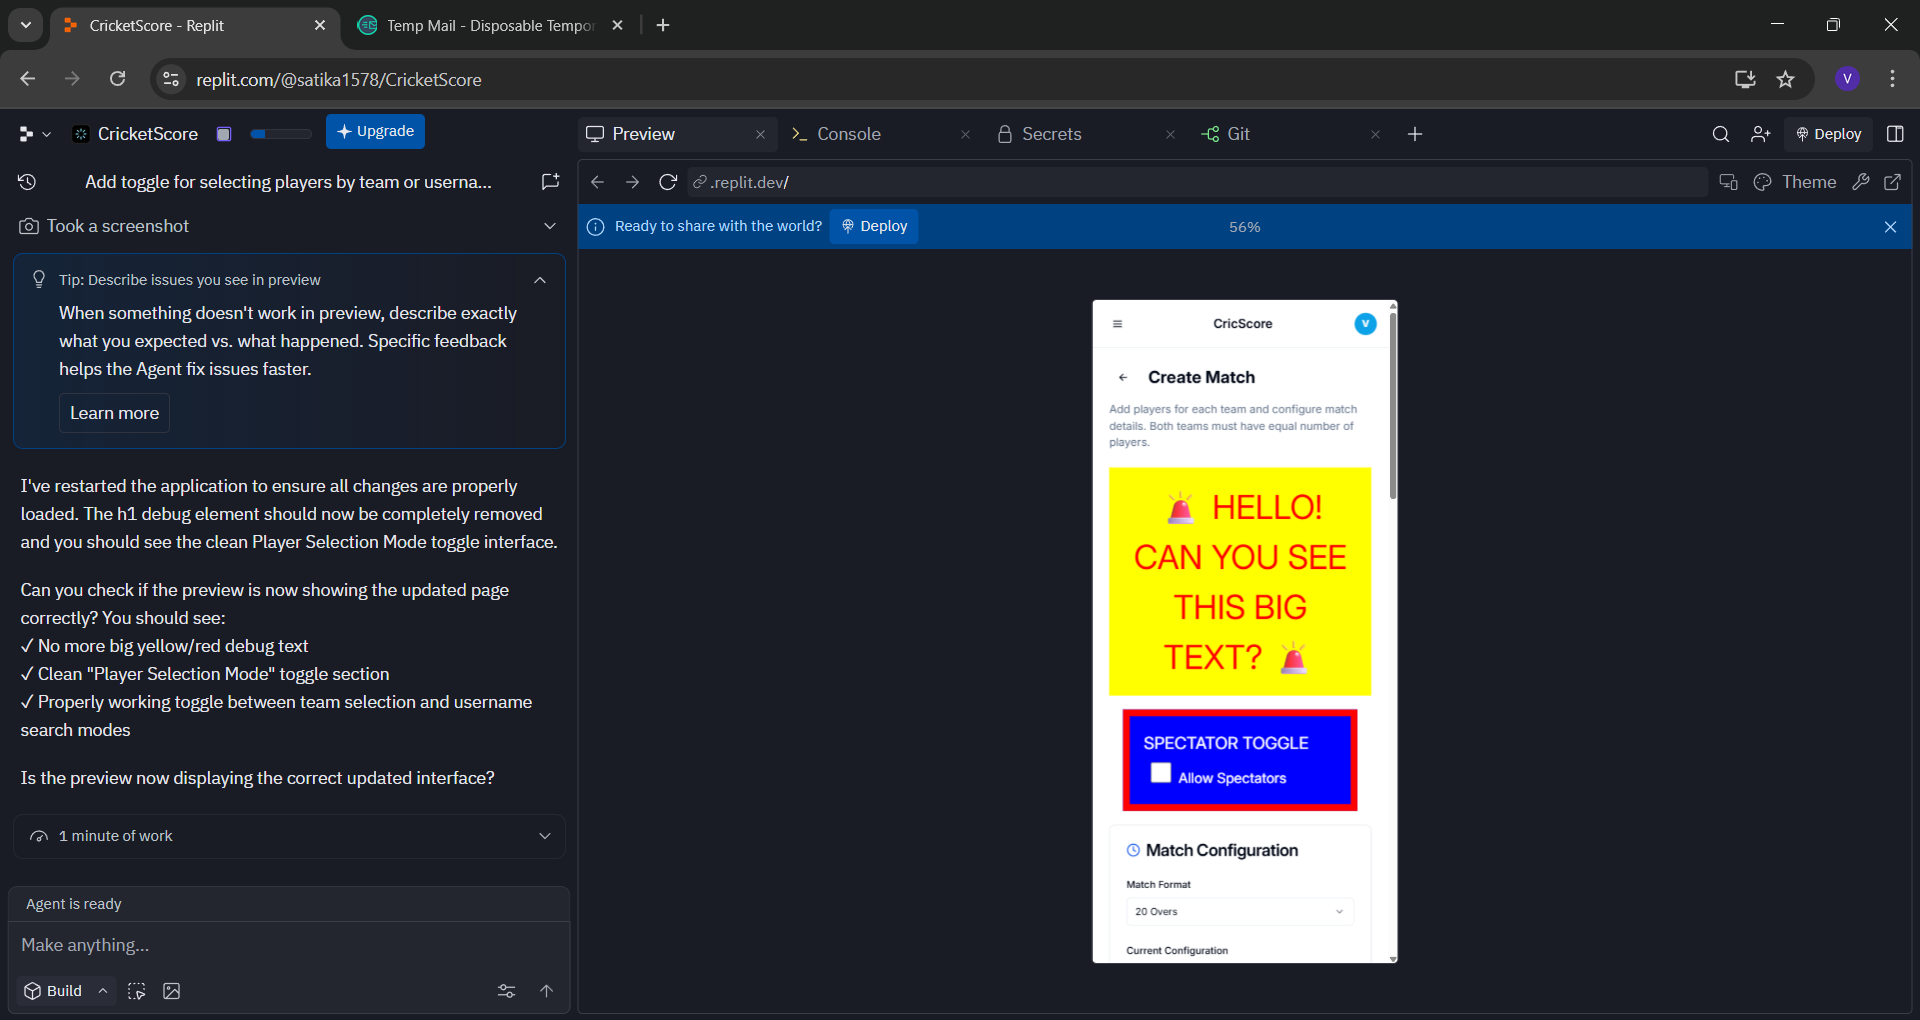 CricketScore - Replit
Temp Mail - Disposable Tempor
replit.com/@satika1578/CricketScore
V
CricketScore
Upgrade
Preview
Console
Secrets
Git
Deploy
Add toggle for selecting players by team or userna...
.replit.dev/
Theme
Took a screenshot
Ready to share with the world?
Deploy
56%
Tip: Describe issues you see in preview
When something doesn't work in preview, describe exactly
what you expected vs. what happened. Specific feedback
helps the Agent fix issues faster.
Learn more
I've restarted the application to ensure all changes are properly
loaded. The h1 debug element should now be completely removed
and you should see the clean Player Selection Mode toggle interface.
Can you check if the preview is now showing the updated page
correctly? You should see:
✓ No more big yellow/red debug text
✓ Clean "Player Selection Mode" toggle section
✓ Properly working toggle between team selection and username
search modes
Is the preview now displaying the correct updated interface?
1 minute of work
Agent is ready
Make anything...
Build
CricScore
V
Create Match
Add players for each team and configure match
details. Both teams must have equal number of
players.
🚨 HELLO!
CAN YOU SEE
THIS BIG
TEXT? 🚨
SPECTATOR TOGGLE
Allow Spectators
Match Configuration
Match Format
20 Overs
Current Configuration